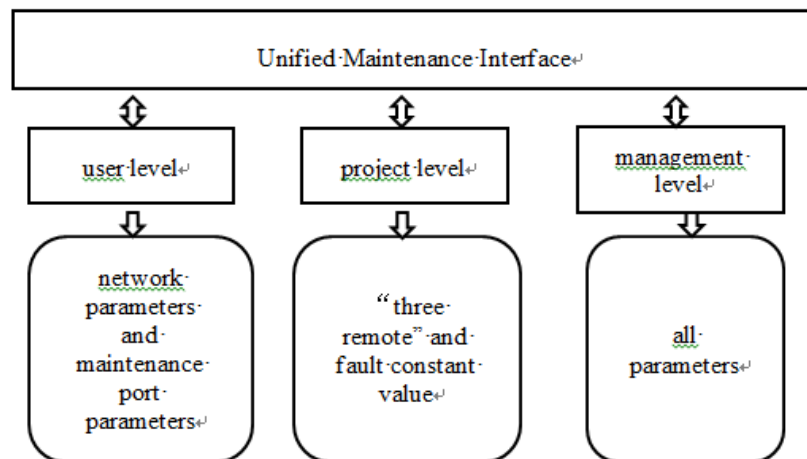 Unified Maintenance Interface
user level
project level
management
level
network
parameters
and
maintenance
port
parameters
“three
remote” and
fault constant
value
all
parameters